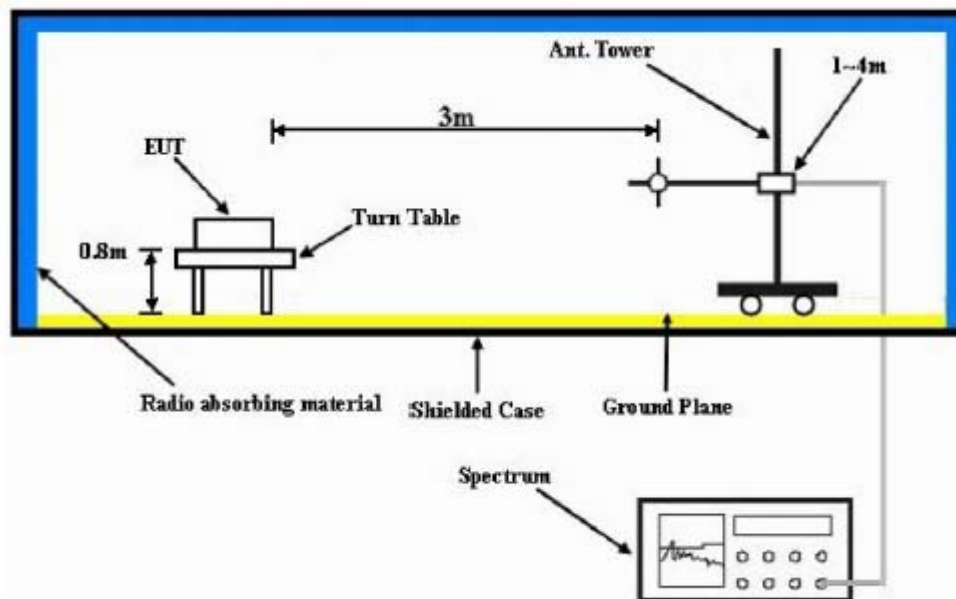 Ant. Tower
1~4m
3m
EUT
Turn Table
0.8m
Radio absorbing material
Shielded Case
Ground Plane
Spectrum